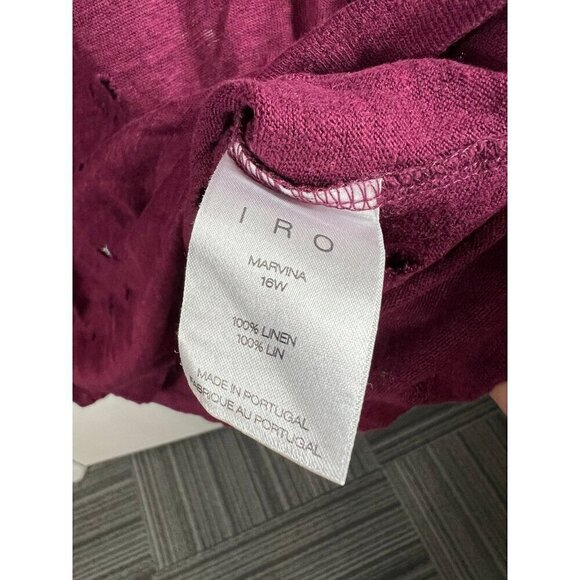 IRO
MARVINA
16W
100% LINEN
100% LIN
MADE IN PORTUGAL
FABRIQUE AU PORTUGAL